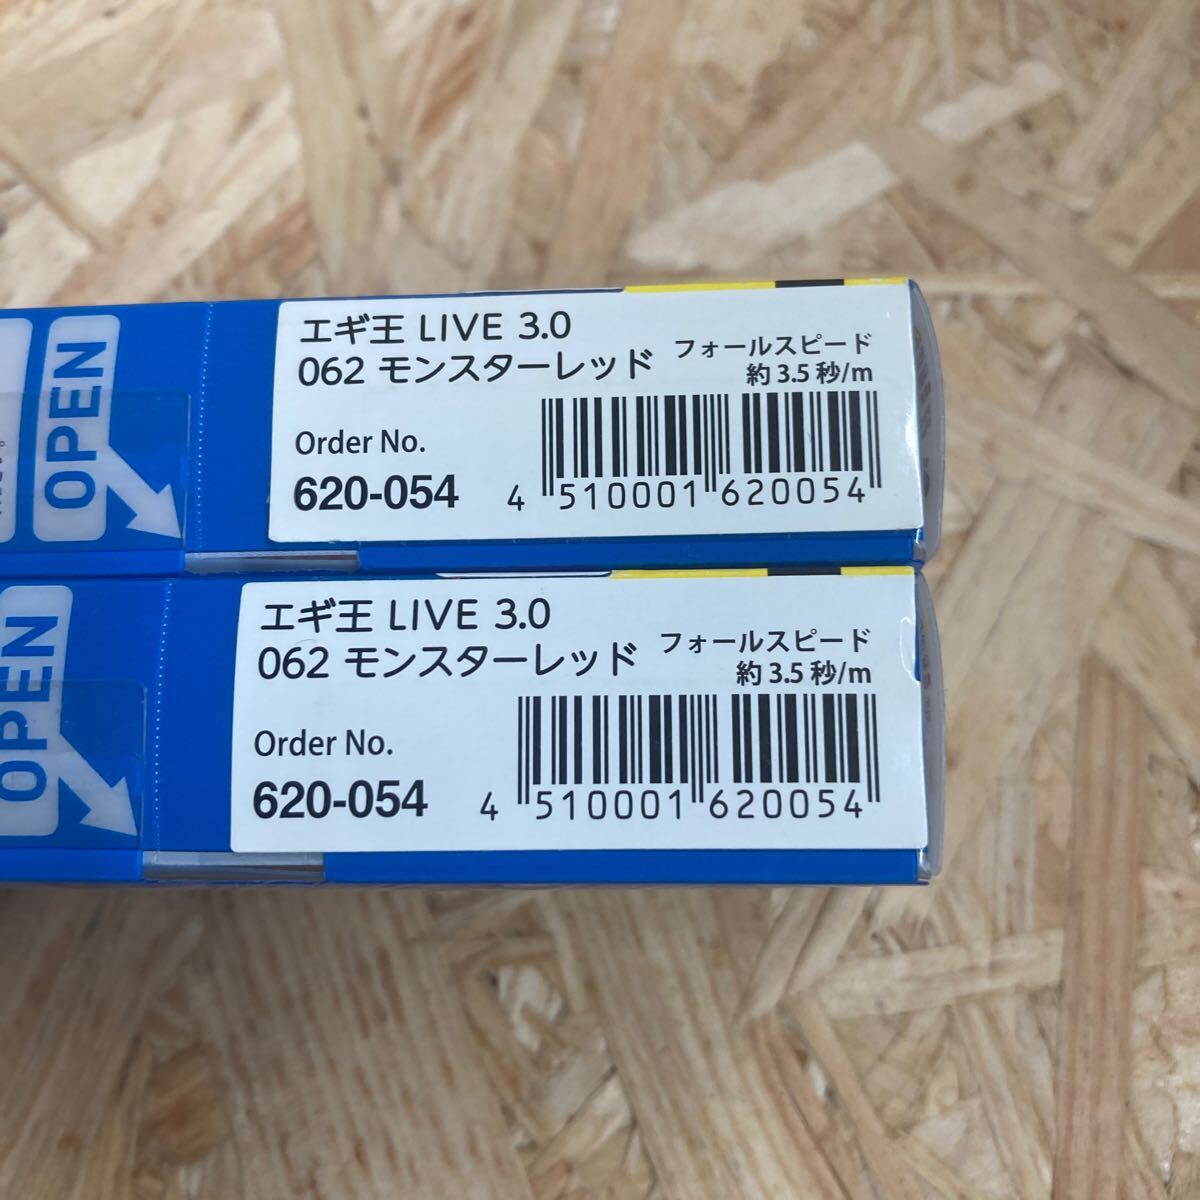 OPEN
エギ王 LIVE 3.0
062 モンスターレッド
フォールスピード
約 3.5 秒/m
Order No.
620-054
4 510001 620054
OPEN
エギ王 LIVE 3.0
062 モンスターレッド
フォールスピード
約 3.5 秒/m
Order No.
620-054
4 510001 620054